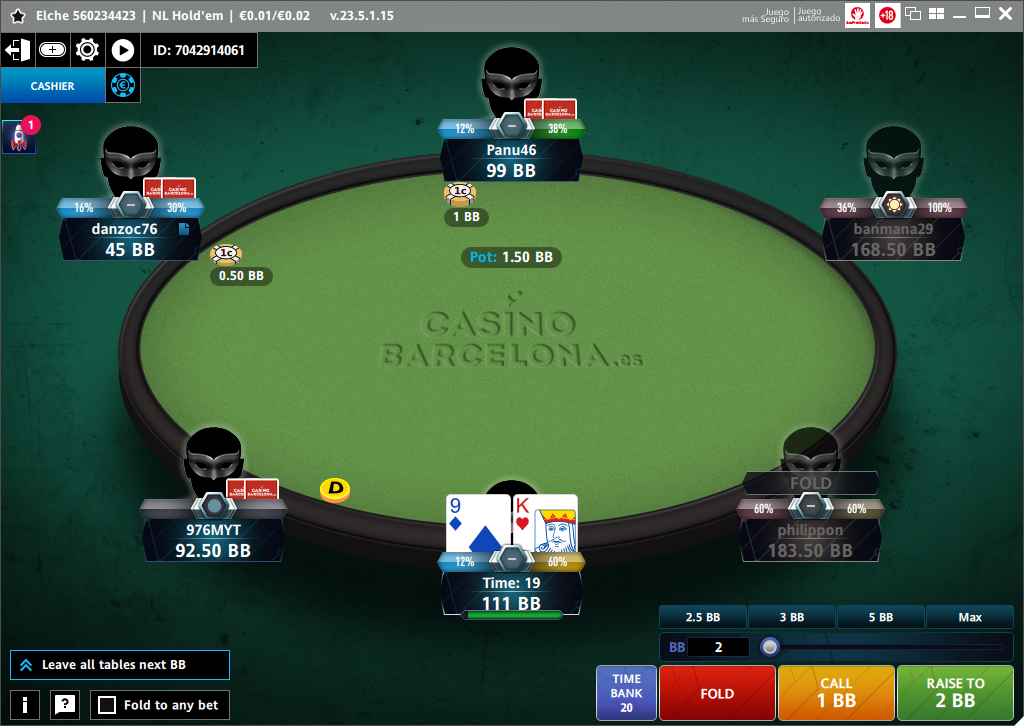 Elche 560234423 | NL Hold'em | €0.01/€0.02 v.23.5.1.15
Juego más Seguro
Juego autorizado
+18
ID: 7042914061
CASHIER
1
12% 38%
Panu46
99 BB
1c
1 BB
16% 30%
danzoc76
45 BB
1c
0.50 BB
36% 100%
banmana29
168.50 BB
Pot: 1.50 BB
CASINO
BARCELONA.es
976MYT
92.50 BB
D
9 K
12% 60%
Time: 19
111 BB
FOLD
60% 60%
philippon
183.50 BB
2.5 BB 3 BB 5 BB Max
BB 2
Leave all tables next BB
Fold to any bet
TIME
BANK
20
FOLD
CALL
1 BB
RAISE TO
2 BB